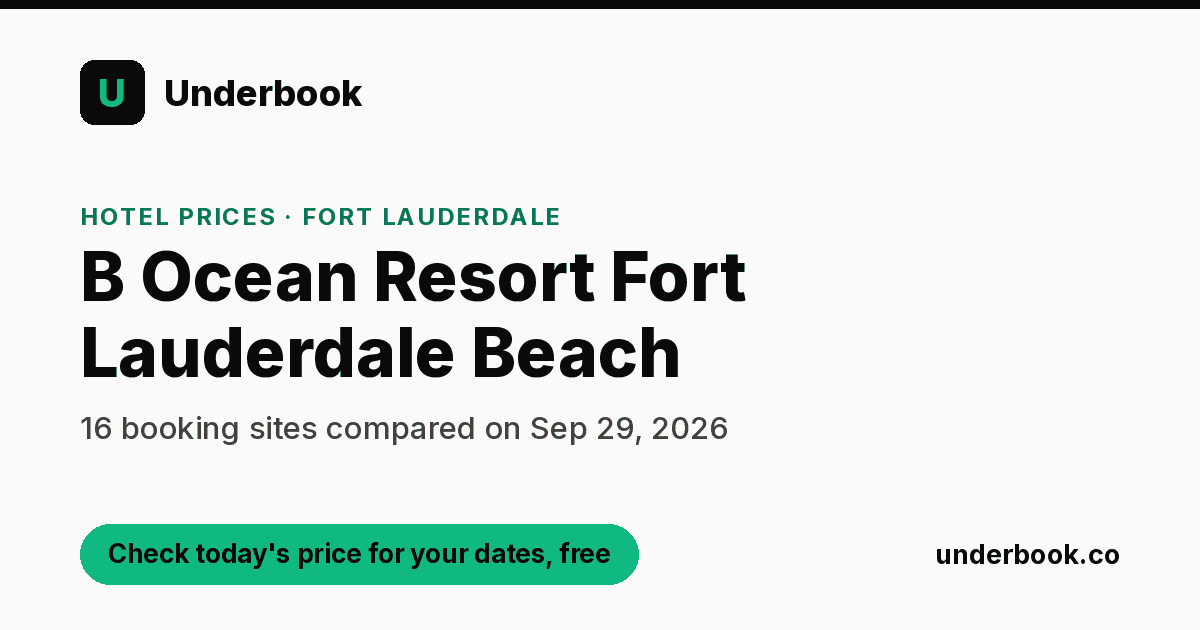 U Underbook
HOTEL PRICES · FORT LAUDERDALE
B Ocean Resort Fort
Lauderdale Beach
16 booking sites compared on Sep 29, 2026
Check today's price for your dates, free
underbook.co